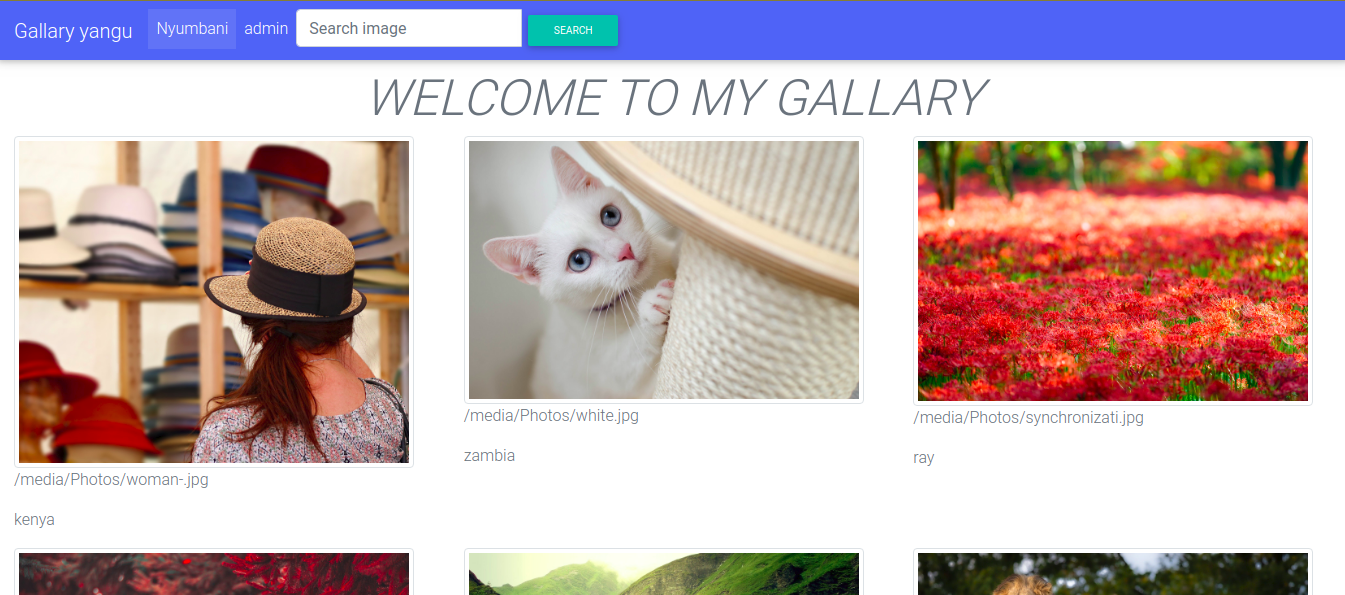 Gallary yangu Nyumbani admin Search image SEARCH
WELCOME TO MY GALLARY
/media/Photos/woman-.jpg
kenya
/media/Photos/white.jpg
zambia
/media/Photos/synchronizati.jpg
ray